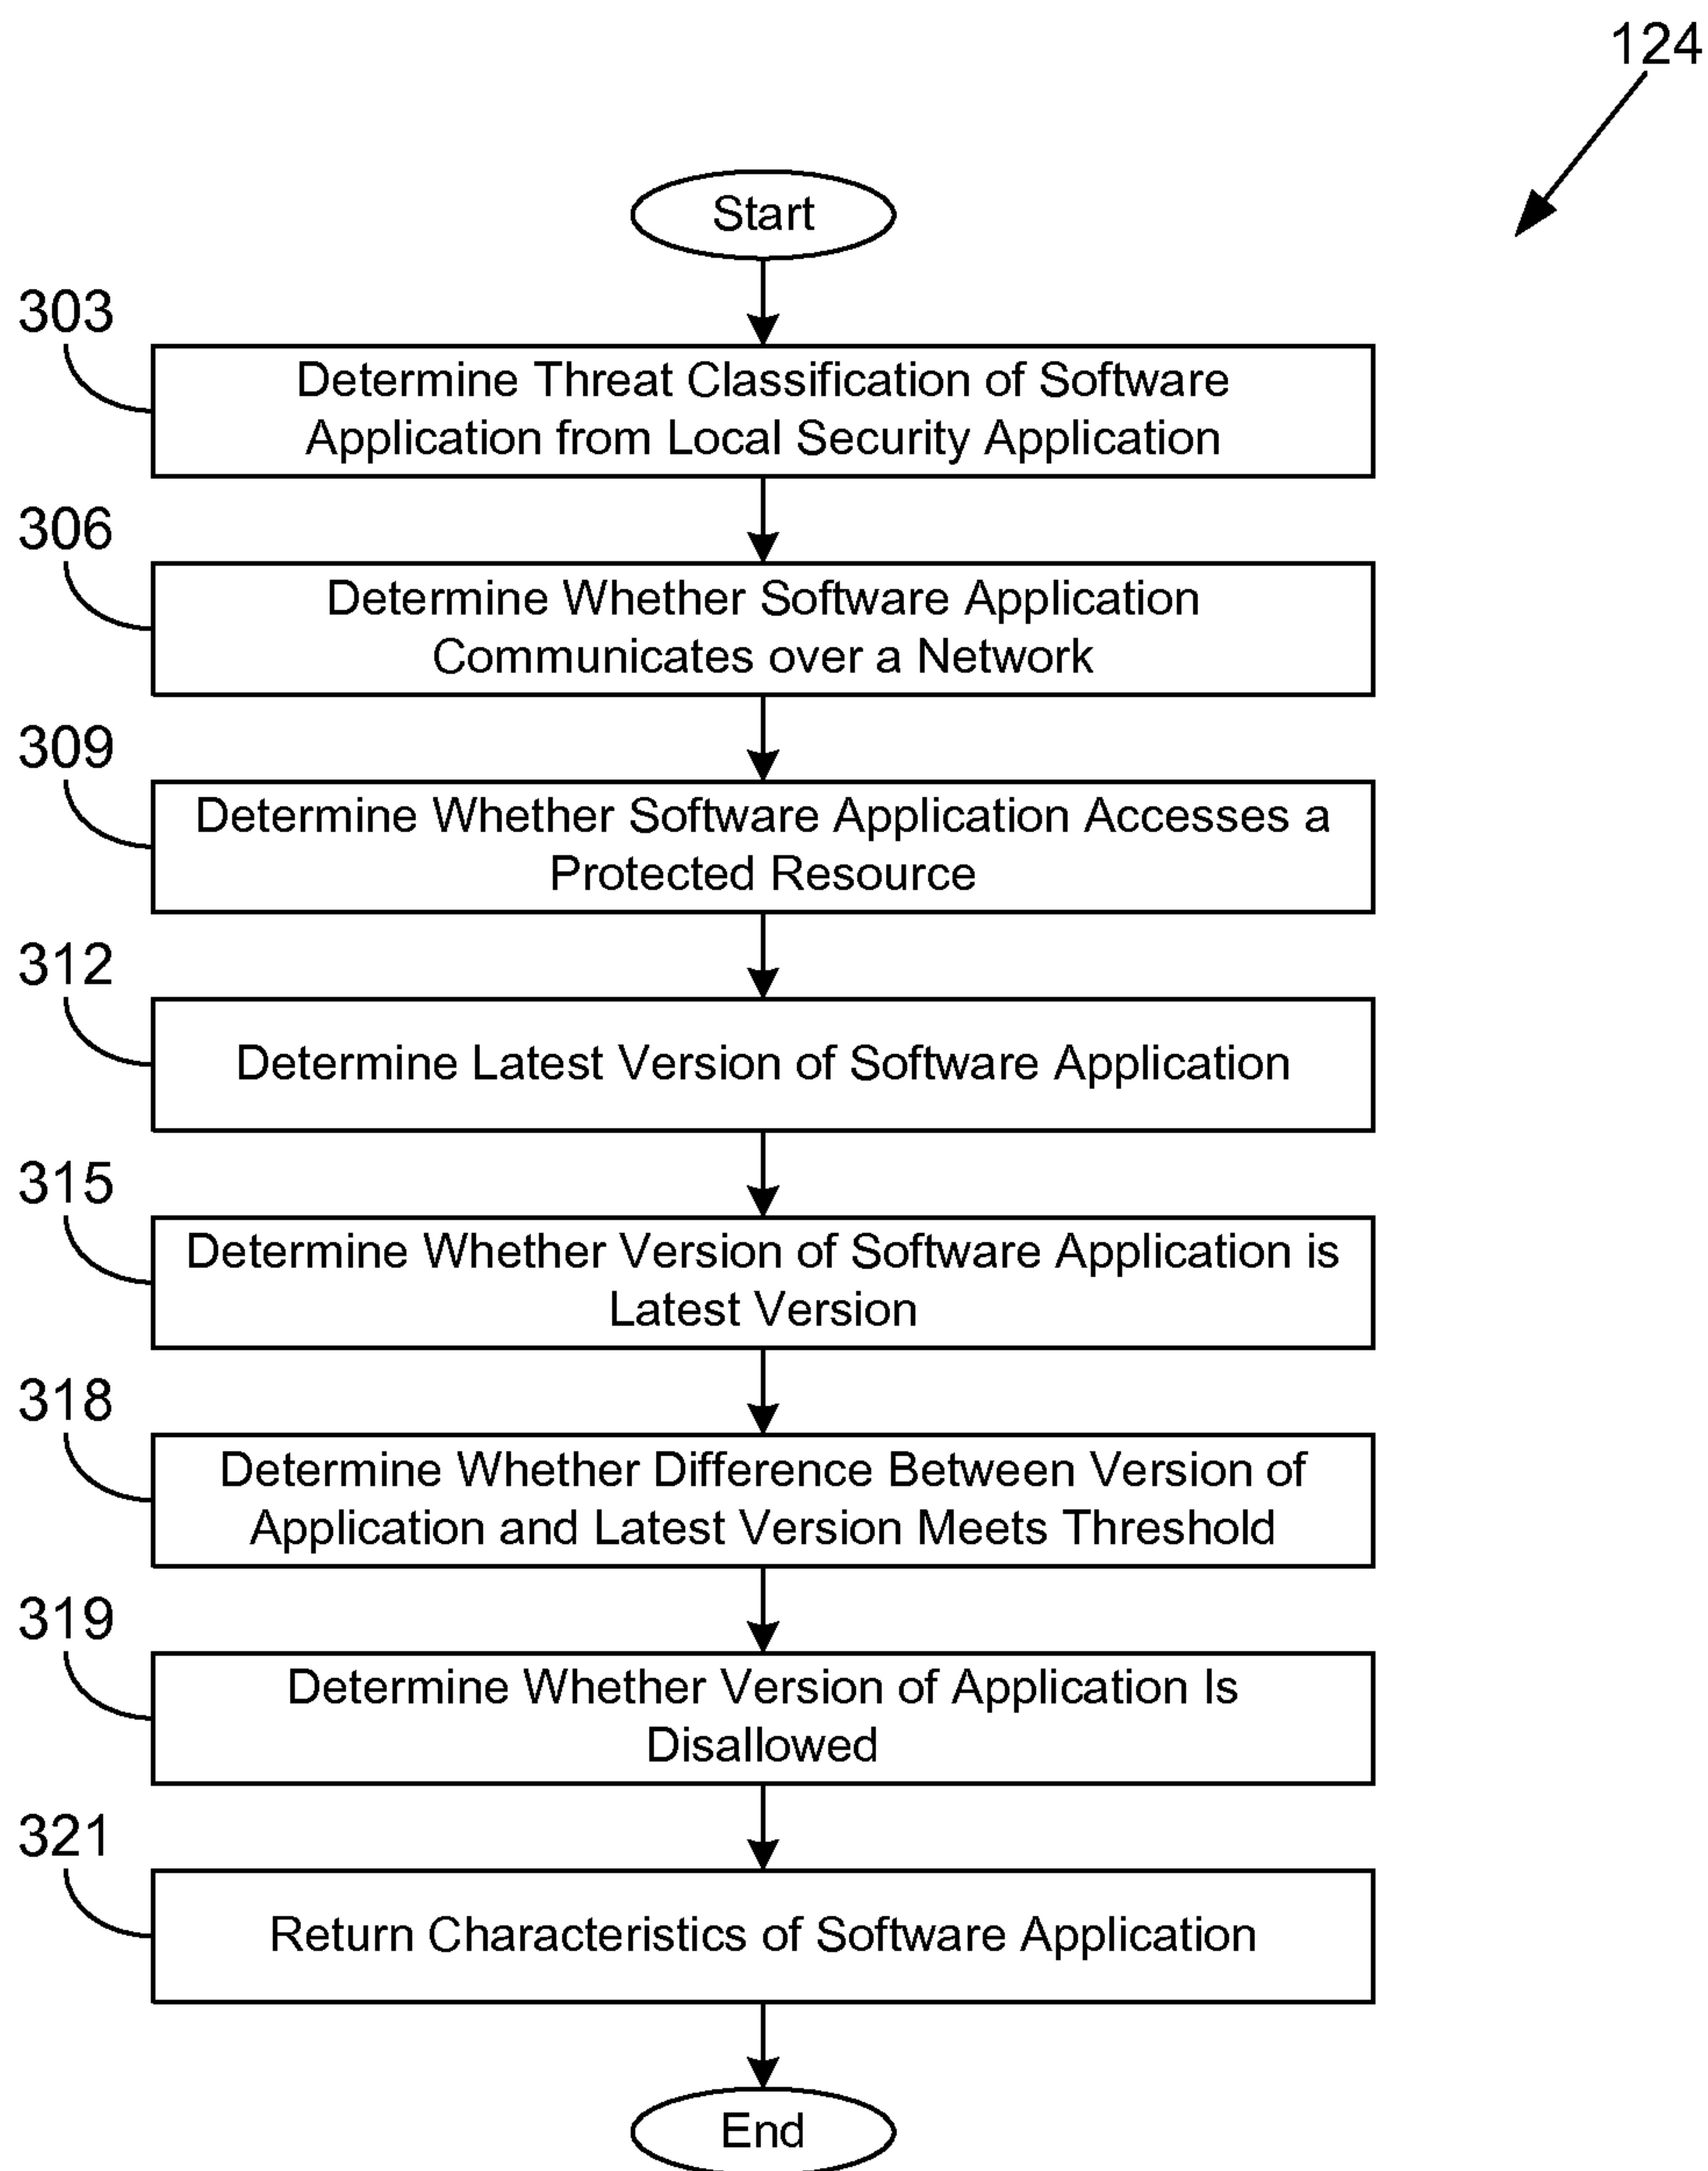 124
Start
303
Determine Threat Classification of Software
Application from Local Security Application
306
Determine Whether Software Application
Communicates over a Network
309
Determine Whether Software Application Accesses a
Protected Resource
312
Determine Latest Version of Software Application
315
Determine Whether Version of Software Application is
Latest Version
318
Determine Whether Difference Between Version of
Application and Latest Version Meets Threshold
319
Determine Whether Version of Application Is
Disallowed
321
Return Characteristics of Software Application
End